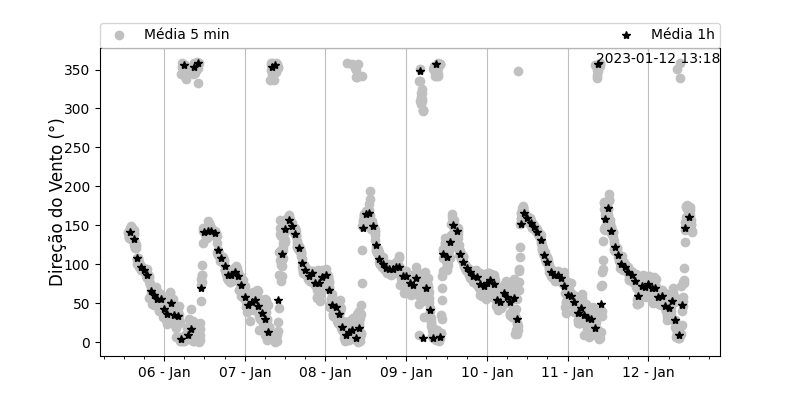 Média 5 min
Média 1h
2023-01-12 13:18
Direção do Vento (°)
350
300
250
200
150
100
50
0
06 - Jan
07 - Jan
08 - Jan
09 - Jan
10 - Jan
11 - Jan
12 - Jan